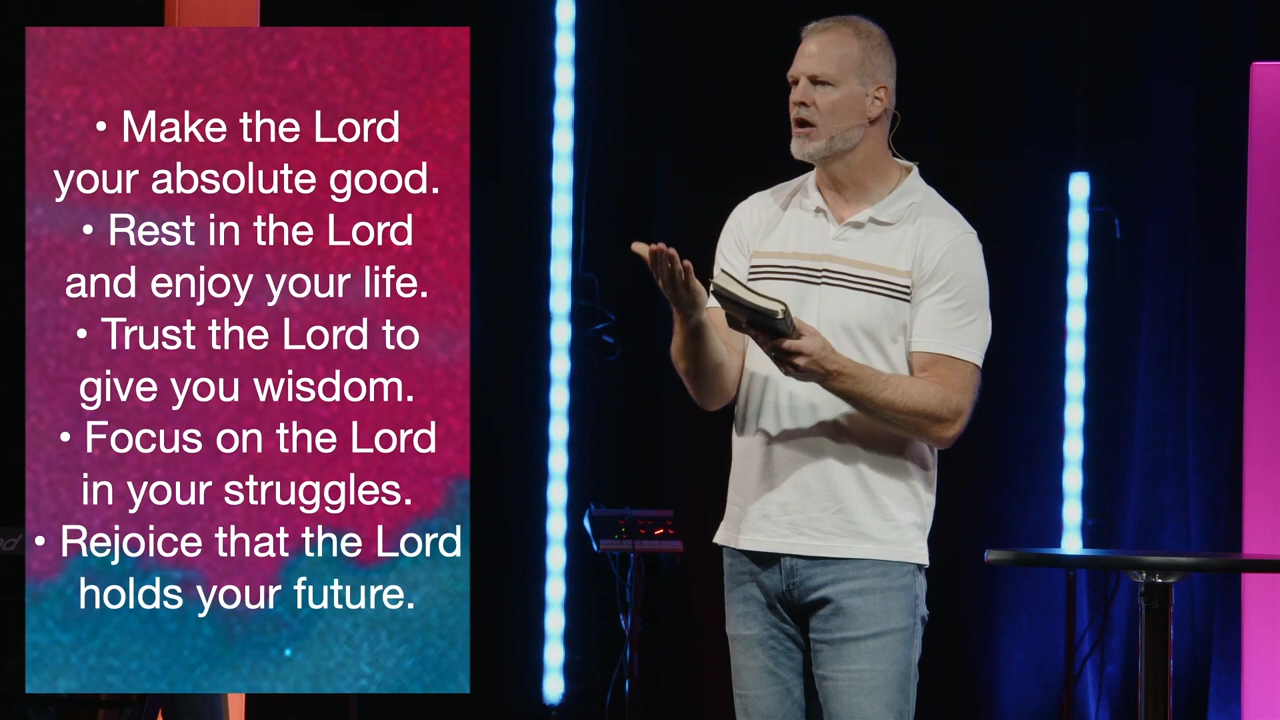 • Make the Lord
your absolute good.
• Rest in the Lord
and enjoy your life.
• Trust the Lord to
give you wisdom.
• Focus on the Lord
in your struggles.
• Rejoice that the Lord
holds your future.